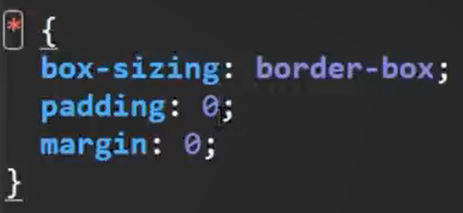 * {
box-sizing: border-box;
padding: 0;
margin: 0;
}